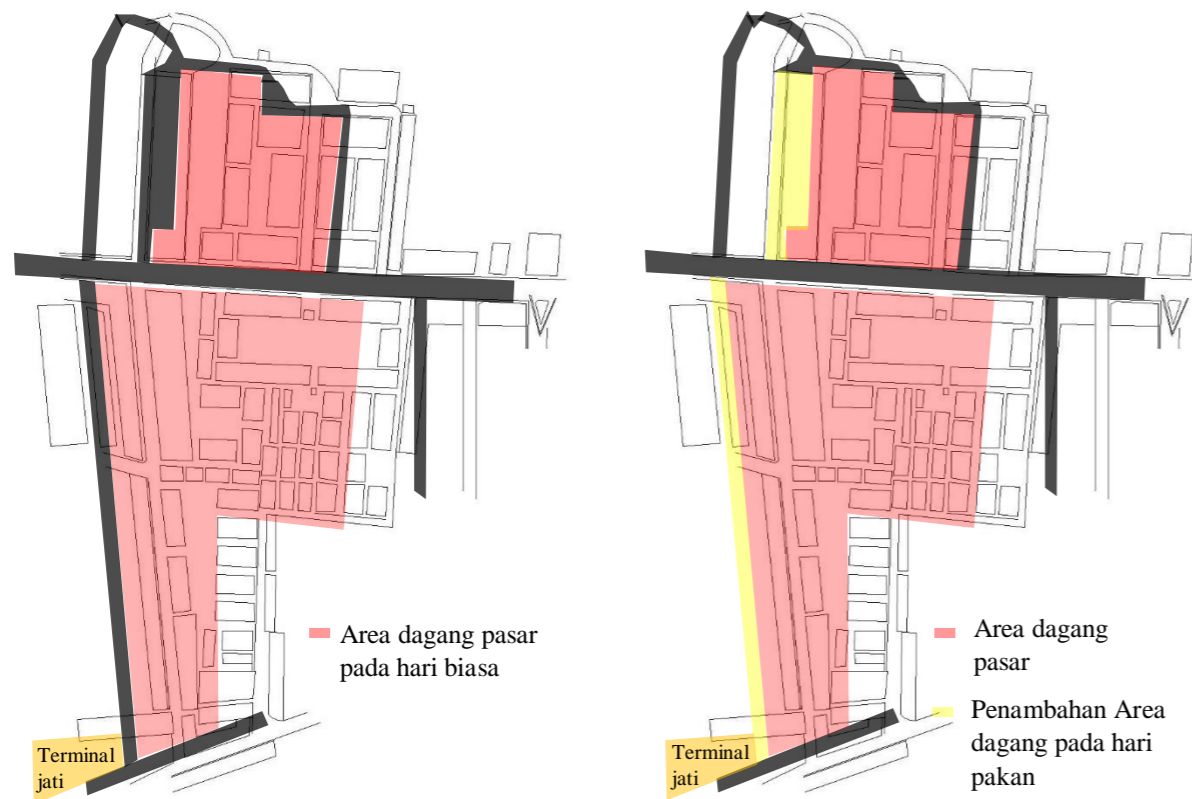 Area dagang pasar
pada hari biasa
Terminal
jati
Area dagang
pasar
Penambahan Area
dagang pada hari
pakan
Terminal
jati